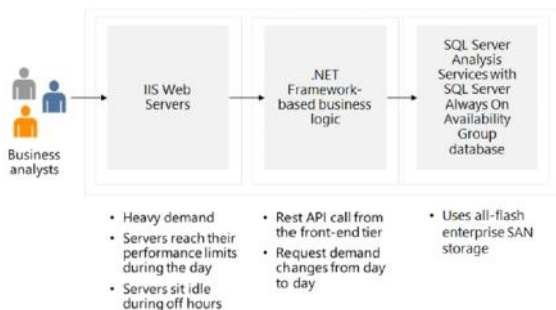 Business
analysts
IIS Web
Servers
.NET
Framework-
based business
logic
SQL Server
Analysis
Services with
SQL Server
Always On
Availability
Group
database
• Heavy demand
• Servers reach their
performance limits
during the day
• Servers sit idle
during off hours
• Rest API call from
the front-end tier
• Request demand
changes from day
to day
• Uses all-flash
enterprise SAN
storage